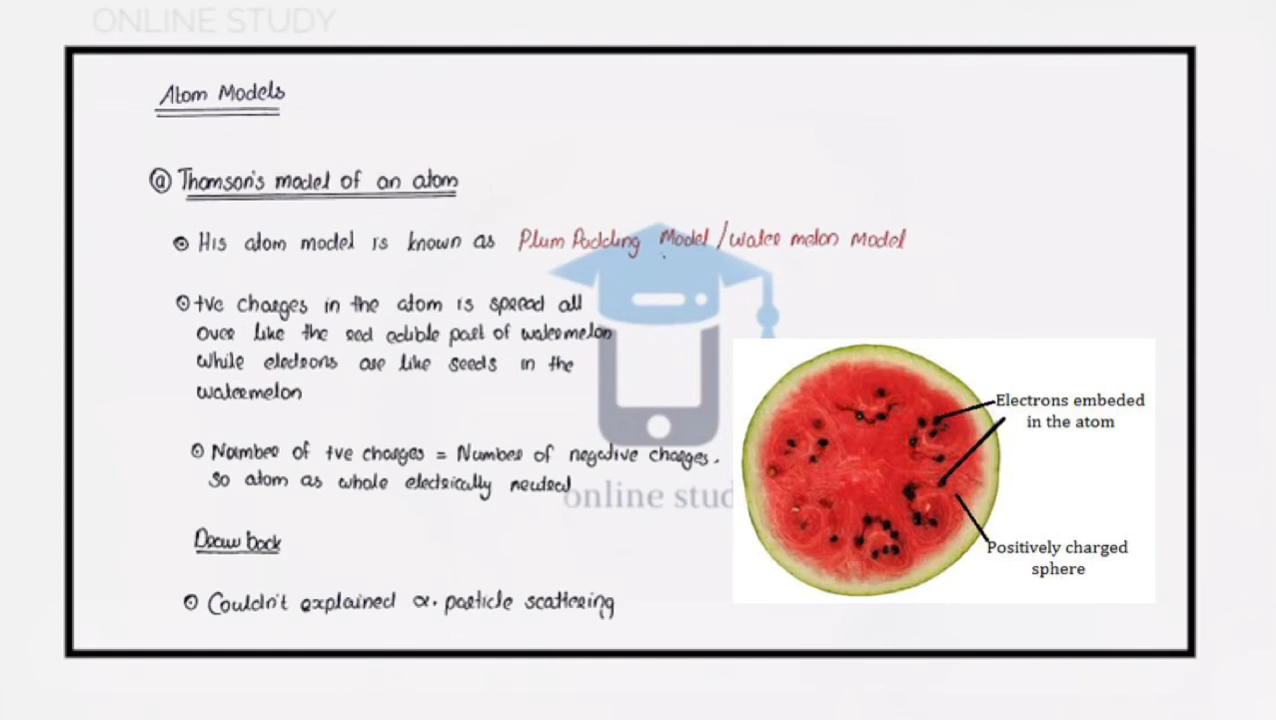 ONLINE STUDY
Atom Models
ⓐ Thomson's model of an atom
His atom model is known as Plum Pudding Model / water melon Model
+ve charges in the atom is spread all
over like the red edible part of watermelon
while electrons are like seeds in the
watermelon
Number of +ve charges = Number of negative charges.
So atom as whole electrically neutral
online stud
Draw back
Couldn't explained α. particle scattering
Electrons embeded
in the atom
Positively charged
sphere